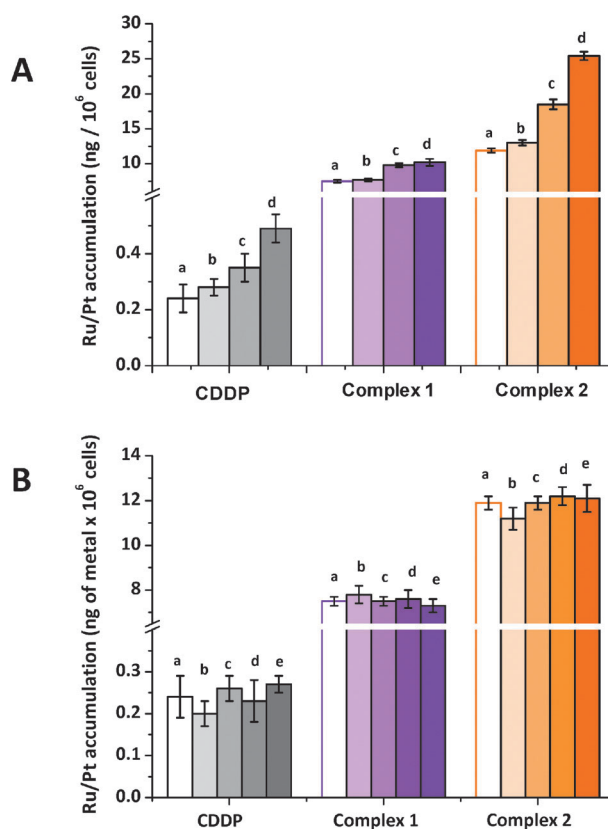 A
Ru/Pt accumulation (ng / 10⁶ cells)
30
25
20
15
10
0.4
0.2
0.0
a b c d
a b c d
a b c d
CDDP Complex 1 Complex 2
B
Ru/Pt accumulation (ng of metal x 10⁶ cells)
14
12
10
8
0.3
0.2
0.1
0.0
a b c d e
a b c d e
a b c d e
CDDP Complex 1 Complex 2